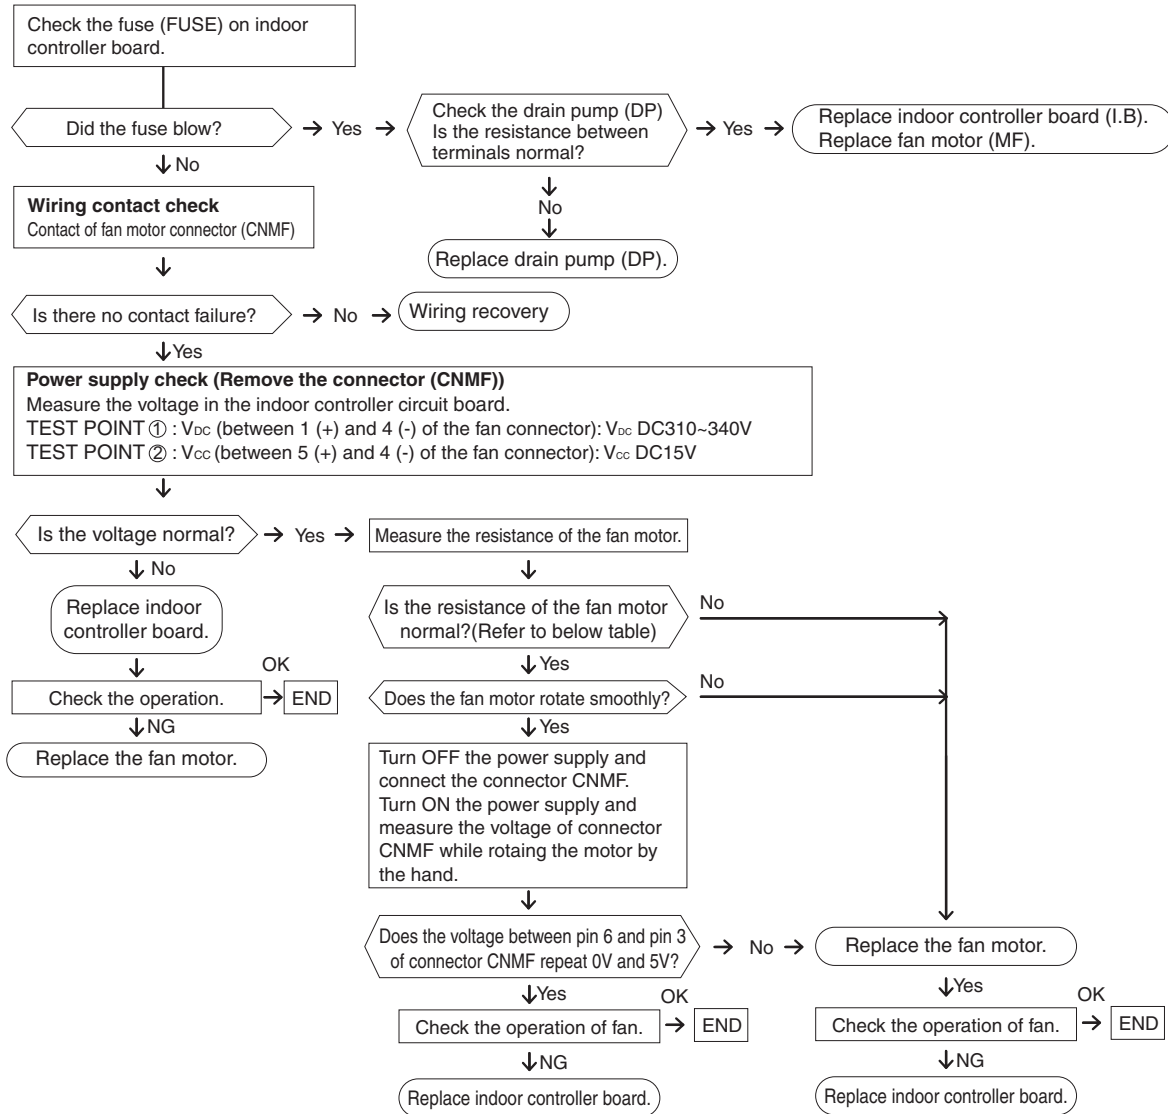 Check the fuse (FUSE) on indoor
controller board.
Did the fuse blow?
Yes
Check the drain pump (DP)
Is the resistance between
terminals normal?
Yes
Replace indoor controller board (I.B).
Replace fan motor (MF).
No
No
Replace drain pump (DP).
Wiring contact check
Contact of fan motor connector (CNMF)
Is there no contact failure?
No
Wiring recovery
Yes
Power supply check (Remove the connector (CNMF))
Measure the voltage in the indoor controller circuit board.
TEST POINT ① : VDC (between 1 (+) and 4 (-) of the fan connector): VDC DC310~340V
TEST POINT ② : VCC (between 5 (+) and 4 (-) of the fan connector): VCC DC15V
Is the voltage normal?
Yes
Measure the resistance of the fan motor.
No
Replace indoor
controller board.
Is the resistance of the fan motor
normal?(Refer to below table)
No
Yes
Check the operation.
OK
END
NG
Replace the fan motor.
Does the fan motor rotate smoothly?
No
Yes
Turn OFF the power supply and
connect the connector CNMF.
Turn ON the power supply and
measure the voltage of connector
CNMF while rotaing the motor by
the hand.
Does the voltage between pin 6 and pin 3
of connector CNMF repeat 0V and 5V?
No
Replace the fan motor.
Yes
Check the operation of fan.
OK
END
NG
Replace indoor controller board.
Yes
Check the operation of fan.
OK
END
NG
Replace indoor controller board.